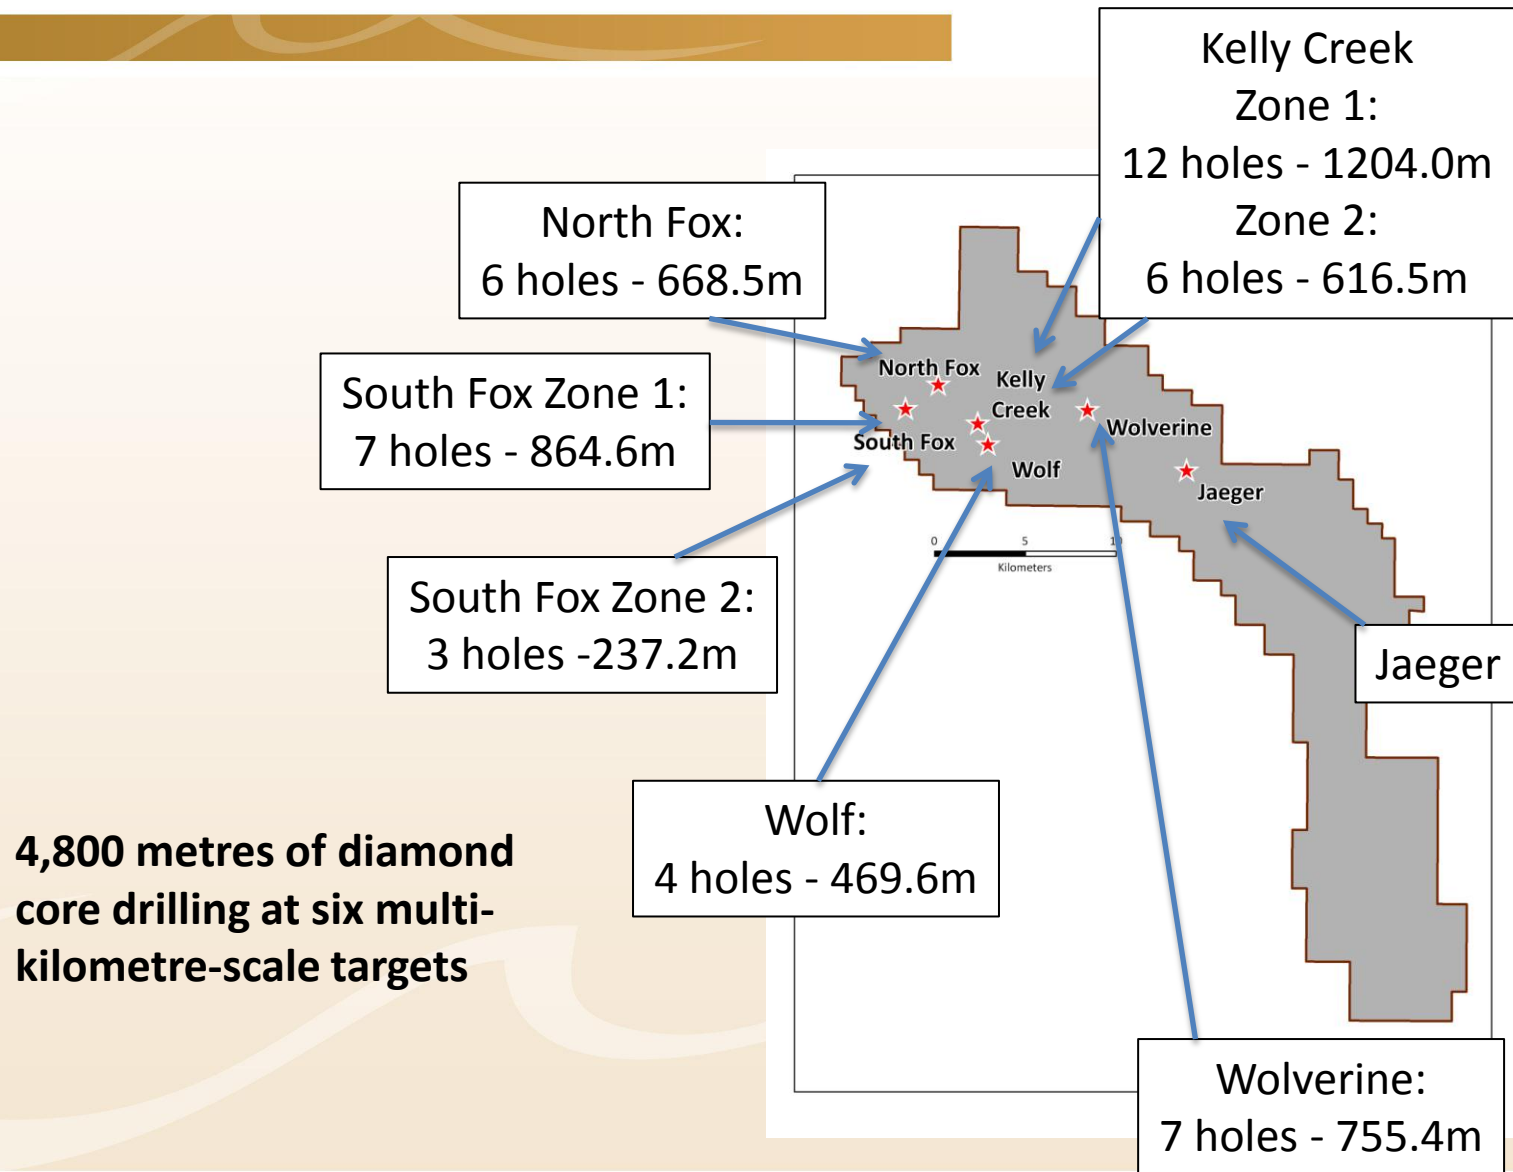 Kelly Creek
Zone 1:
12 holes - 1204.0m
Zone 2:
6 holes - 616.5m
North Fox:
6 holes - 668.5m
South Fox Zone 1:
7 holes - 864.6m
South Fox Zone 2:
3 holes -237.2m
North Fox
Kelly
Creek
South Fox
Wolf
Wolverine
Jaeger
0 5 10
Kilometers
Jaeger
Wolf:
4 holes - 469.6m
4,800 metres of diamond
core drilling at six multi-
kilometre-scale targets
Wolverine:
7 holes - 755.4m